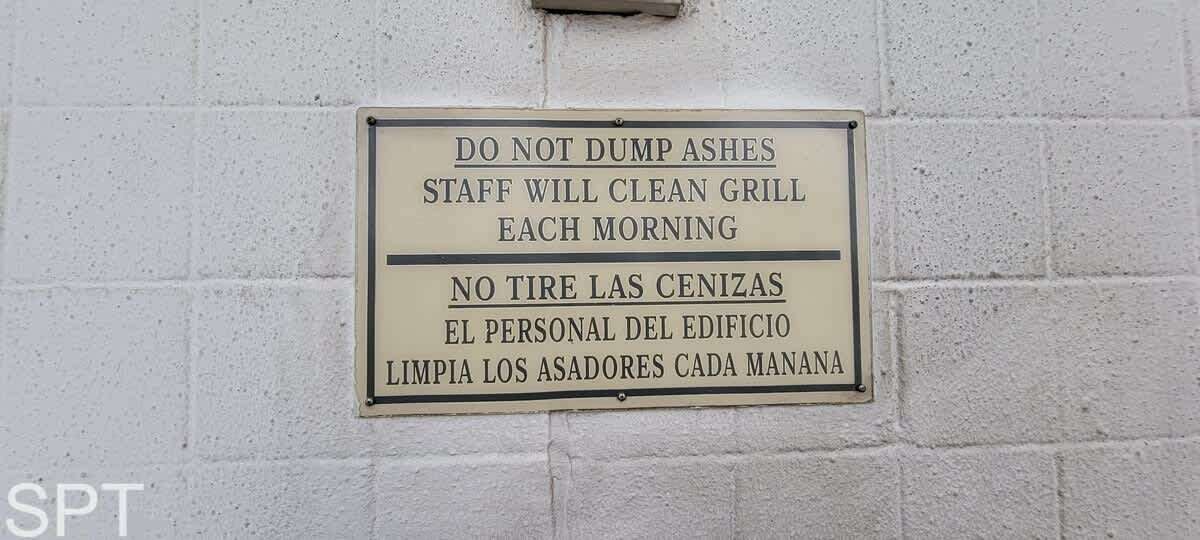 DO NOT DUMP ASHES
STAFF WILL CLEAN GRILL
EACH MORNING
NO TIRE LAS CENIZAS
EL PERSONAL DEL EDIFICIO
LIMPIA LOS ASADORES CADA MANANA
SPT